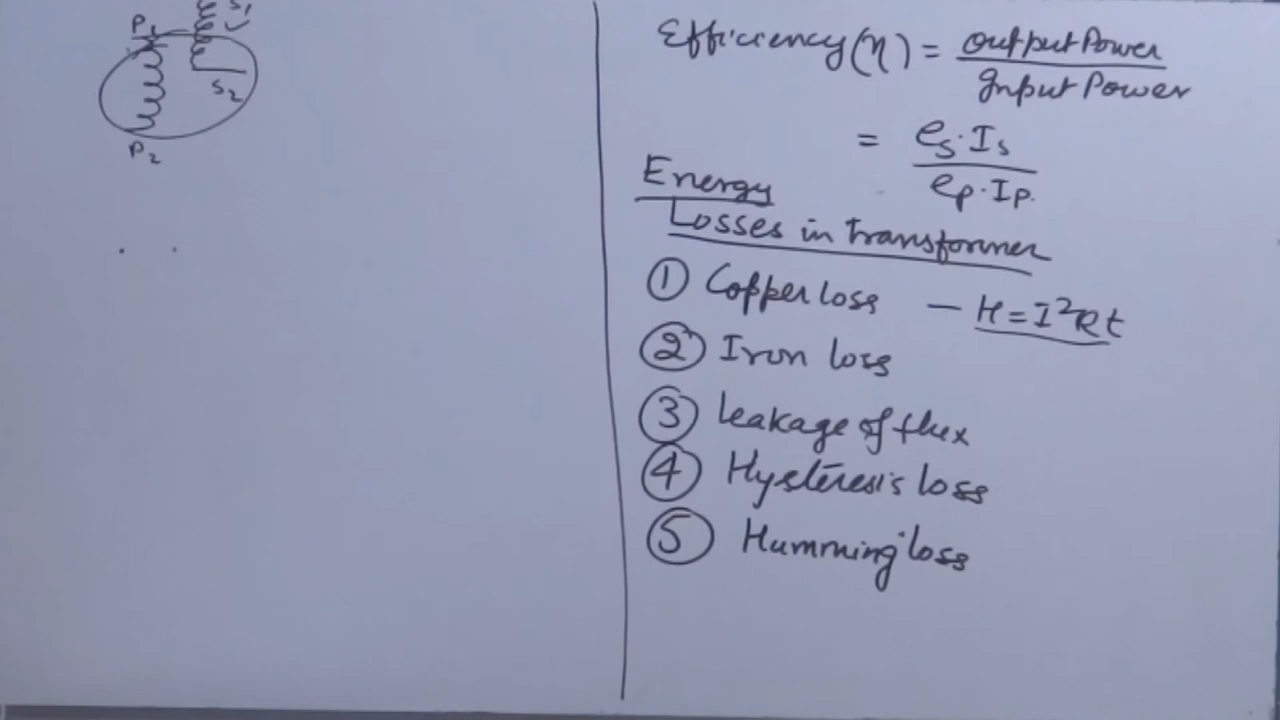 P1
S1
S2
P2
Efficiency(η) = Output Power / Input Power
= es·Is / ep·Ip.
Energy
Losses in Transformer
① Copper loss — H = I²Rt
② Iron loss
③ leakage of flux
④ Hysteresis loss
⑤ Humming loss